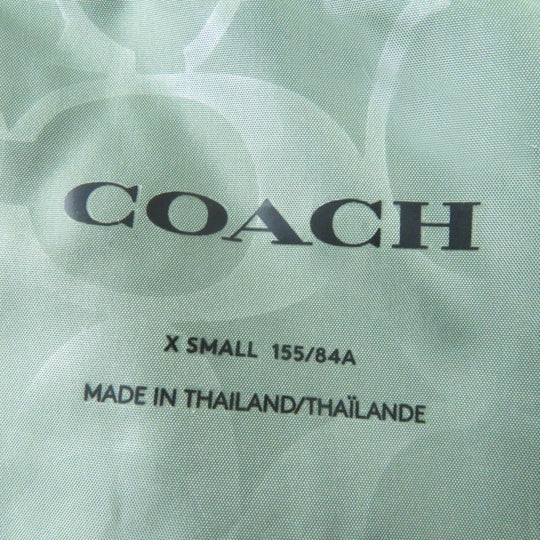 COACH
X SMALL 155/84A
MADE IN THAILAND/THAÏLANDE